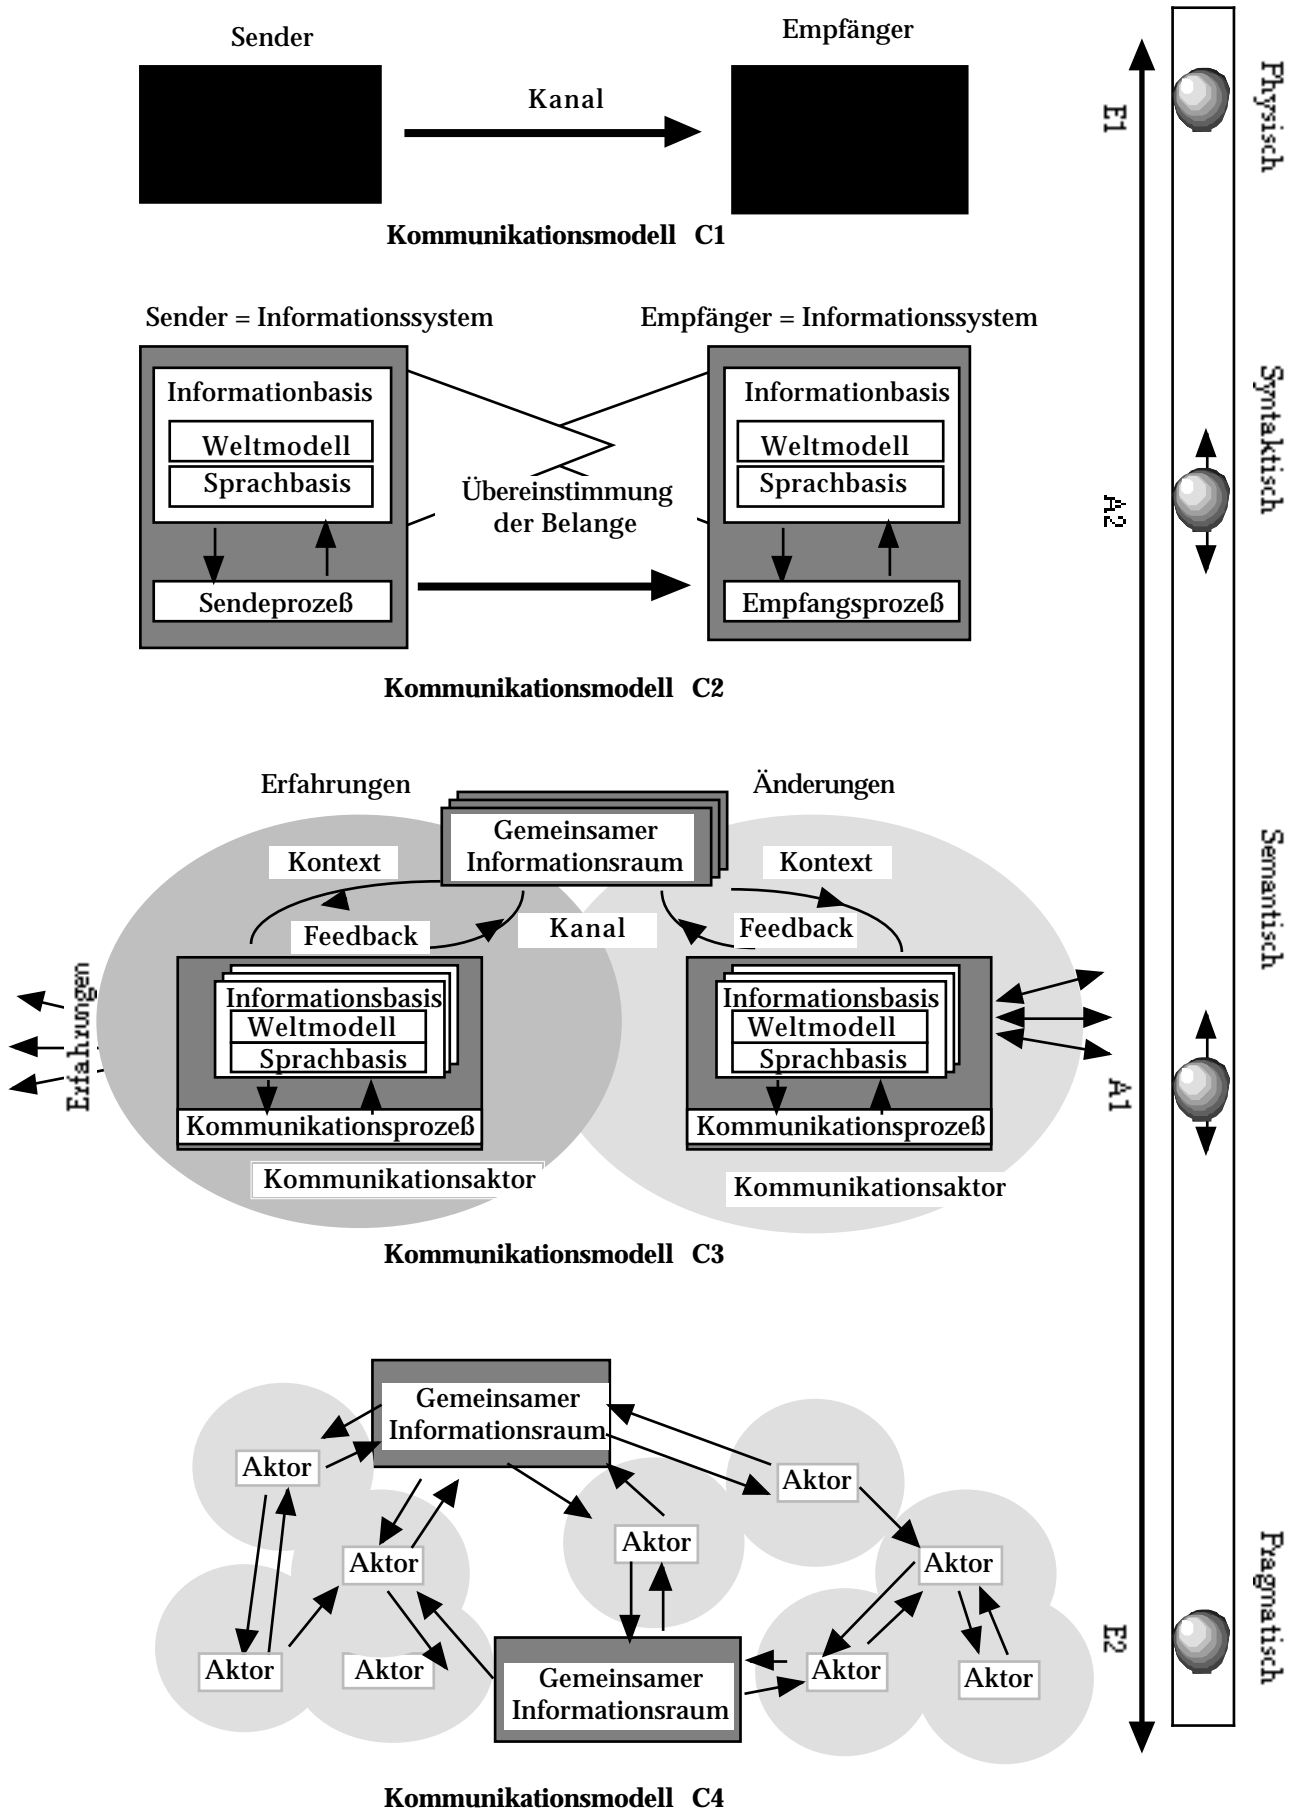 Sender
Empfänger
Kanal
Kommunikationsmodell C1
Sender = Informationssystem
Empfänger = Informationssystem
Informationbasis
Weltmodell
Sprachbasis
Sendeprozeß
Übereinstimmung
der Belange
Informationbasis
Weltmodell
Sprachbasis
Empfangsprozeß
Kommunikationsmodell C2
Erfahrungen
Änderungen
Gemeinsamer
Informationsraum
Kontext
Kontext
Feedback
Kanal
Feedback
Erfahrungen
Informationsbasis
Weltmodell
Sprachbasis
Kommunikationsprozeß
Kommunikationsaktor
Informationsbasis
Weltmodell
Sprachbasis
Kommunikationsprozeß
Kommunikationsaktor
Kommunikationsmodell C3
Gemeinsamer
Informationsraum
Aktor
Aktor
Aktor
Aktor
Aktor
Aktor
Aktor
Aktor
Aktor
Gemeinsamer
Informationsraum
Kommunikationsmodell C4
E1
A2
A1
E2
Physisch
Syntaktisch
Semantisch
Pragmatisch